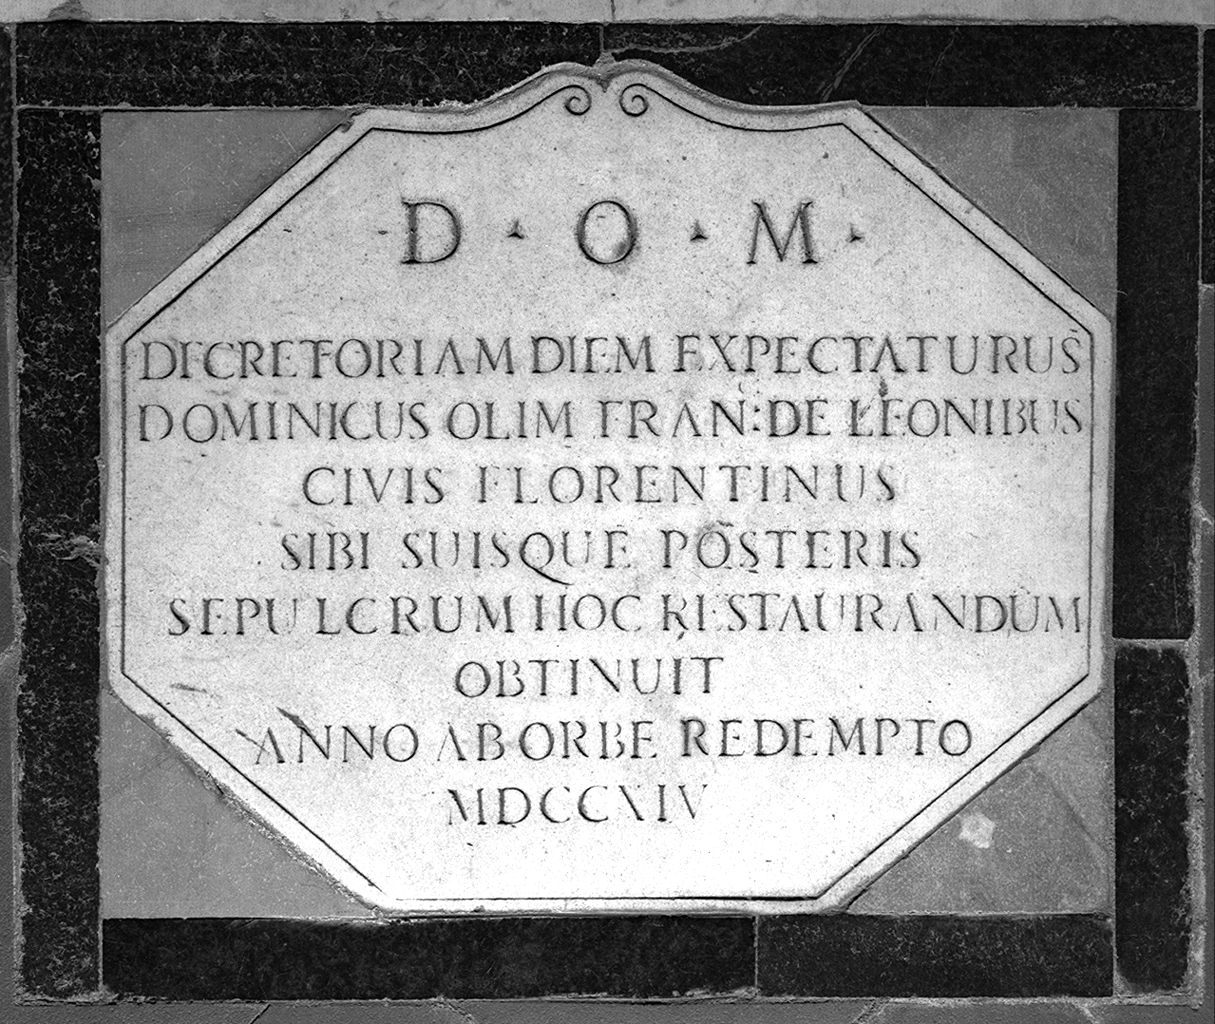 · D · O · M ·
DECRETORIAM DIEM EXPECTATURUS
DOMINICUS OLIM FRAN: DE LEONIBUS
CIVIS FLORENTINUS
SIBI SUISQUE POSTERIS
SEPULCRUM HOC RESTAURANDUM
OBTINUIT
ANNO AB ORBE REDEMPTO
MDCCXIV